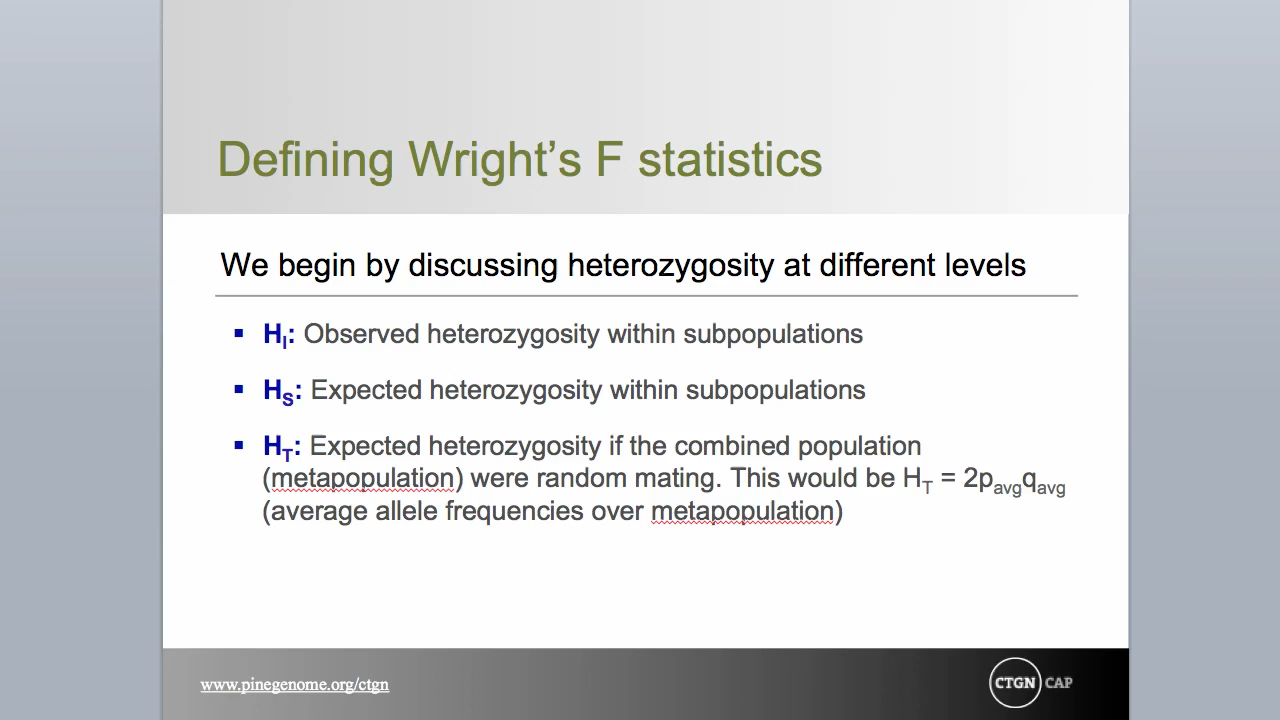 Defining Wright’s F statistics
We begin by discussing heterozygosity at different levels
▪ HI: Observed heterozygosity within subpopulations
▪ HS: Expected heterozygosity within subpopulations
▪ HT: Expected heterozygosity if the combined population
(metapopulation) were random mating. This would be HT = 2pavgqavg
(average allele frequencies over metapopulation)
www.pinegenome.org/ctgn
CTGN CAP